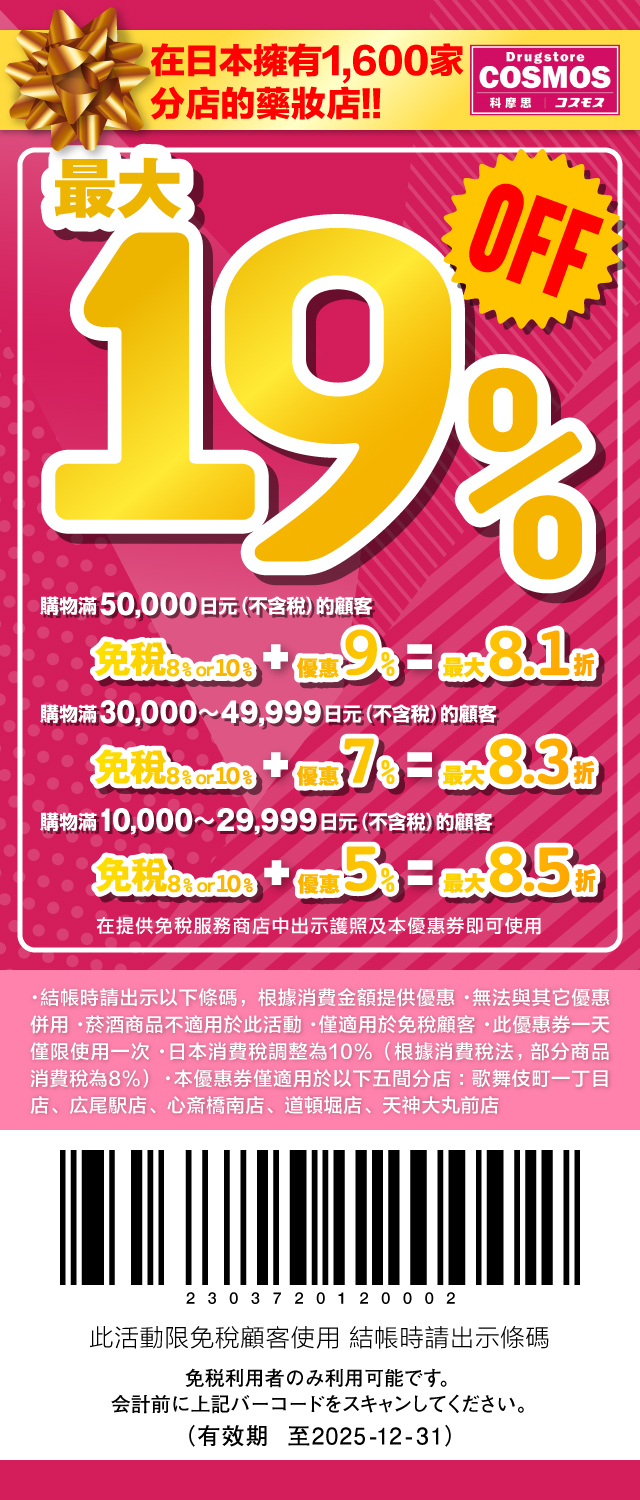 在日本擁有1,600家
分店的藥妝店!!
Drugstore
COSMOS
科摩思 | コスモス
最大
19%
OFF
購物滿50,000日元(不含稅)的顧客
免稅8%or10%+優惠9%=最大8.1折
購物滿30,000～49,999日元(不含稅)的顧客
免稅8%or10%+優惠7%=最大8.3折
購物滿10,000～29,999日元(不含稅)的顧客
免稅8%or10%+優惠5%=最大8.5折
在提供免稅服務商店中出示護照及本優惠券即可使用
·結帳時請出示以下條碼，根據消費金額提供優惠 ·無法與其它優惠
併用 ·菸酒商品不適用於此活動 ·僅適用於免稅顧客 ·此優惠券一天
僅限使用一次 ·日本消費稅調整為10%（根據消費稅法，部分商品
消費稅為8%） ·本優惠券僅適用於以下五間分店：歌舞伎町一丁目
店、広尾駅店、心斎橋南店、道頓堀店、天神大丸前店
2303720120002
此活動限免稅顧客使用 結帳時請出示條碼
免税利用者のみ利用可能です。
会計前に上記バーコードをスキャンしてください。
（有效期 至2025-12-31）